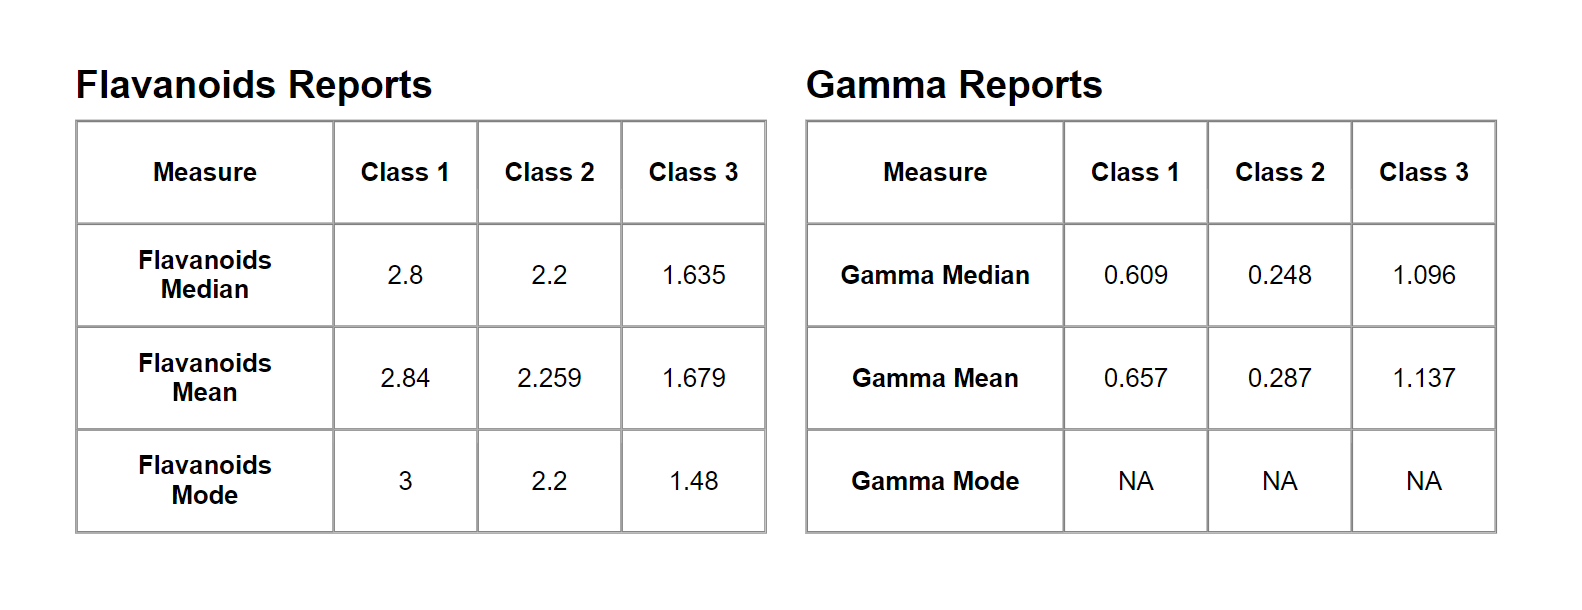 Flavanoids Reports
Measure Class 1 Class 2 Class 3
Flavanoids
Median 2.8 2.2 1.635
Flavanoids
Mean 2.84 2.259 1.679
Flavanoids
Mode 3 2.2 1.48
Gamma Reports
Measure Class 1 Class 2 Class 3
Gamma Median 0.609 0.248 1.096
Gamma Mean 0.657 0.287 1.137
Gamma Mode NA NA NA